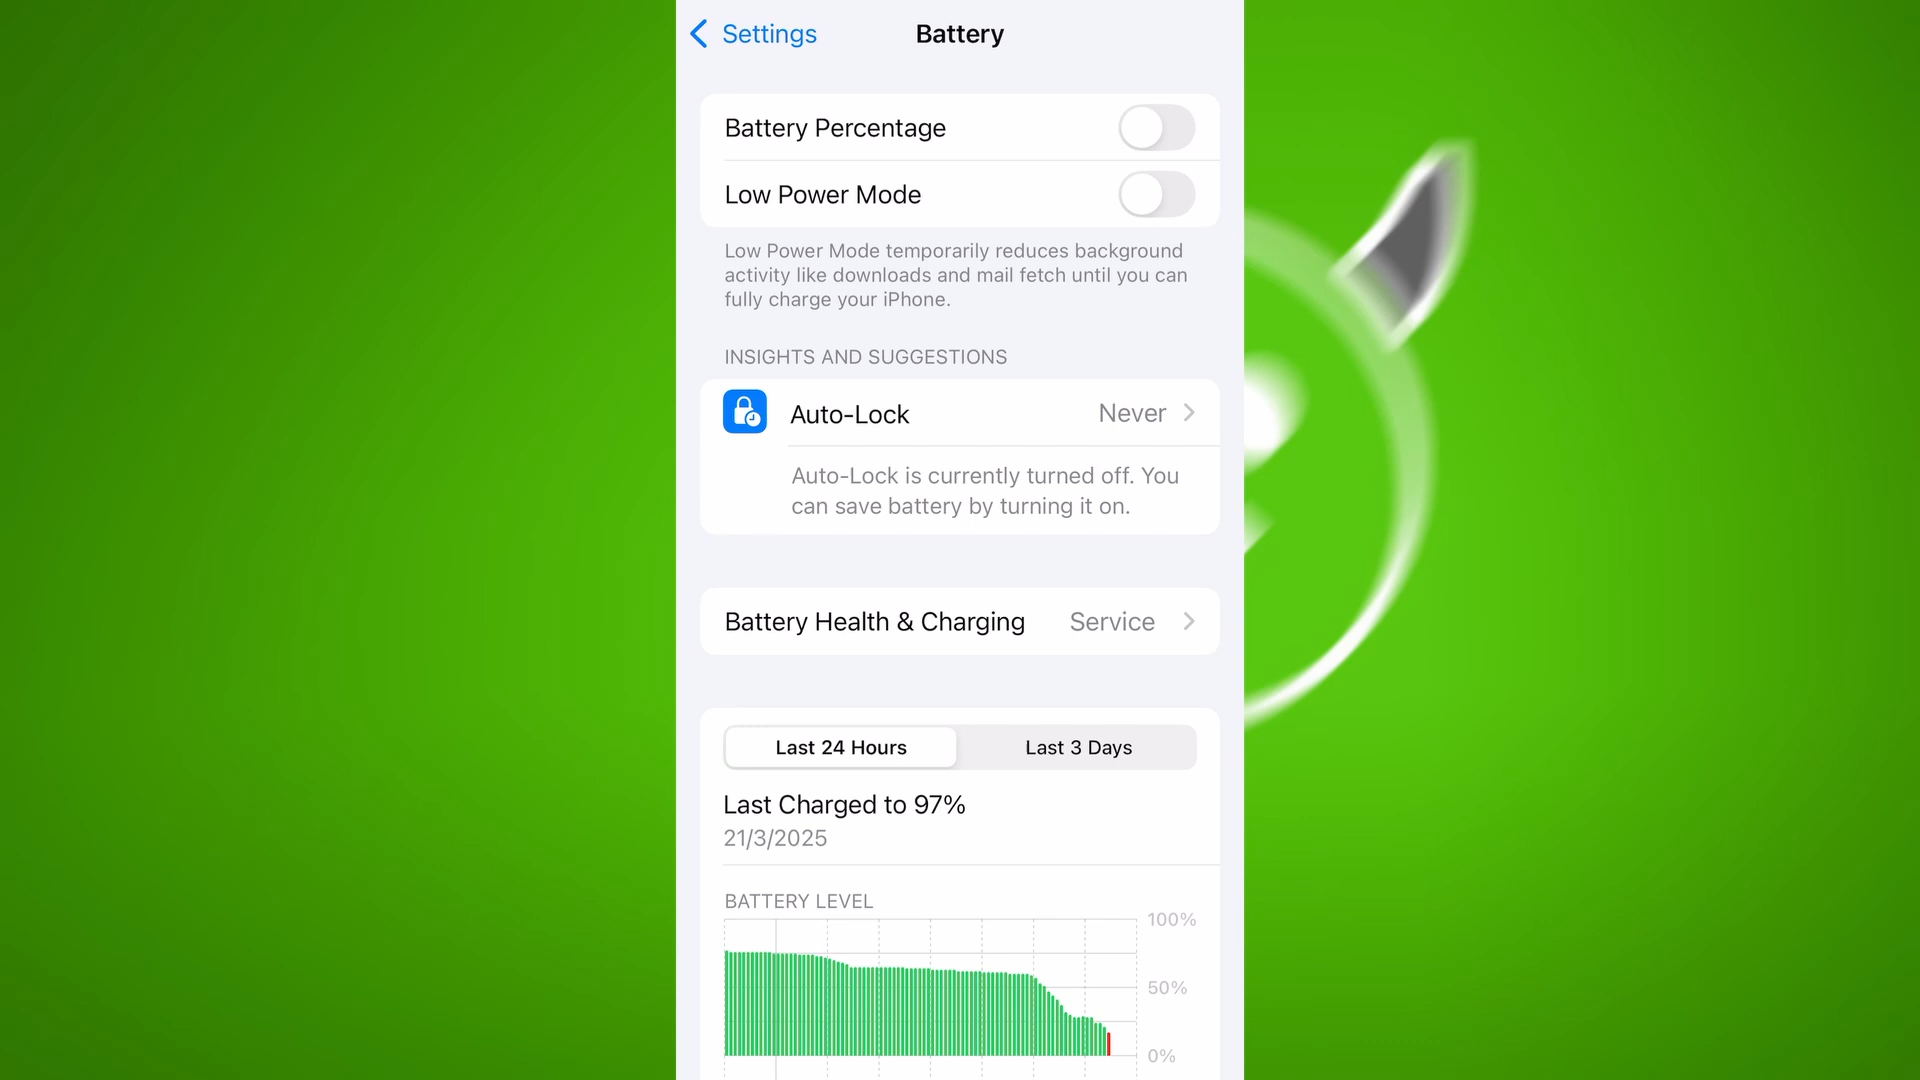 Settings
Battery
Battery Percentage
Low Power Mode
Low Power Mode temporarily reduces background
activity like downloads and mail fetch until you can
fully charge your iPhone.
INSIGHTS AND SUGGESTIONS
Auto-Lock Never
Auto-Lock is currently turned off. You
can save battery by turning it on.
Battery Health & Charging Service
Last 24 Hours Last 3 Days
Last Charged to 97%
21/3/2025
BATTERY LEVEL
100%
50%
0%